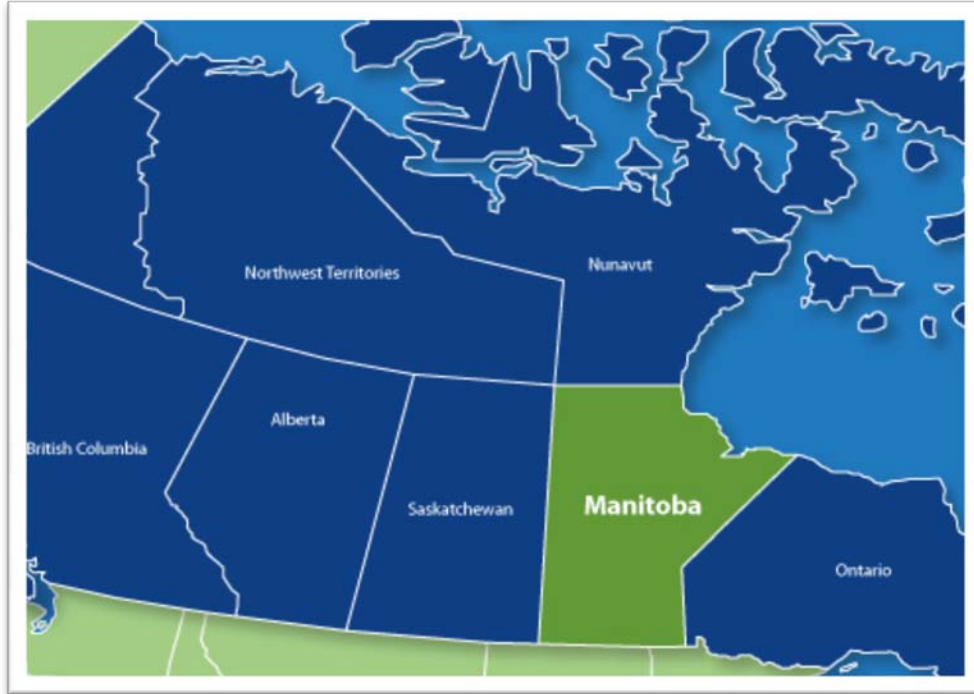 Northwest Territories
Nunavut
British Columbia
Alberta
Saskatchewan
Manitoba
Ontario